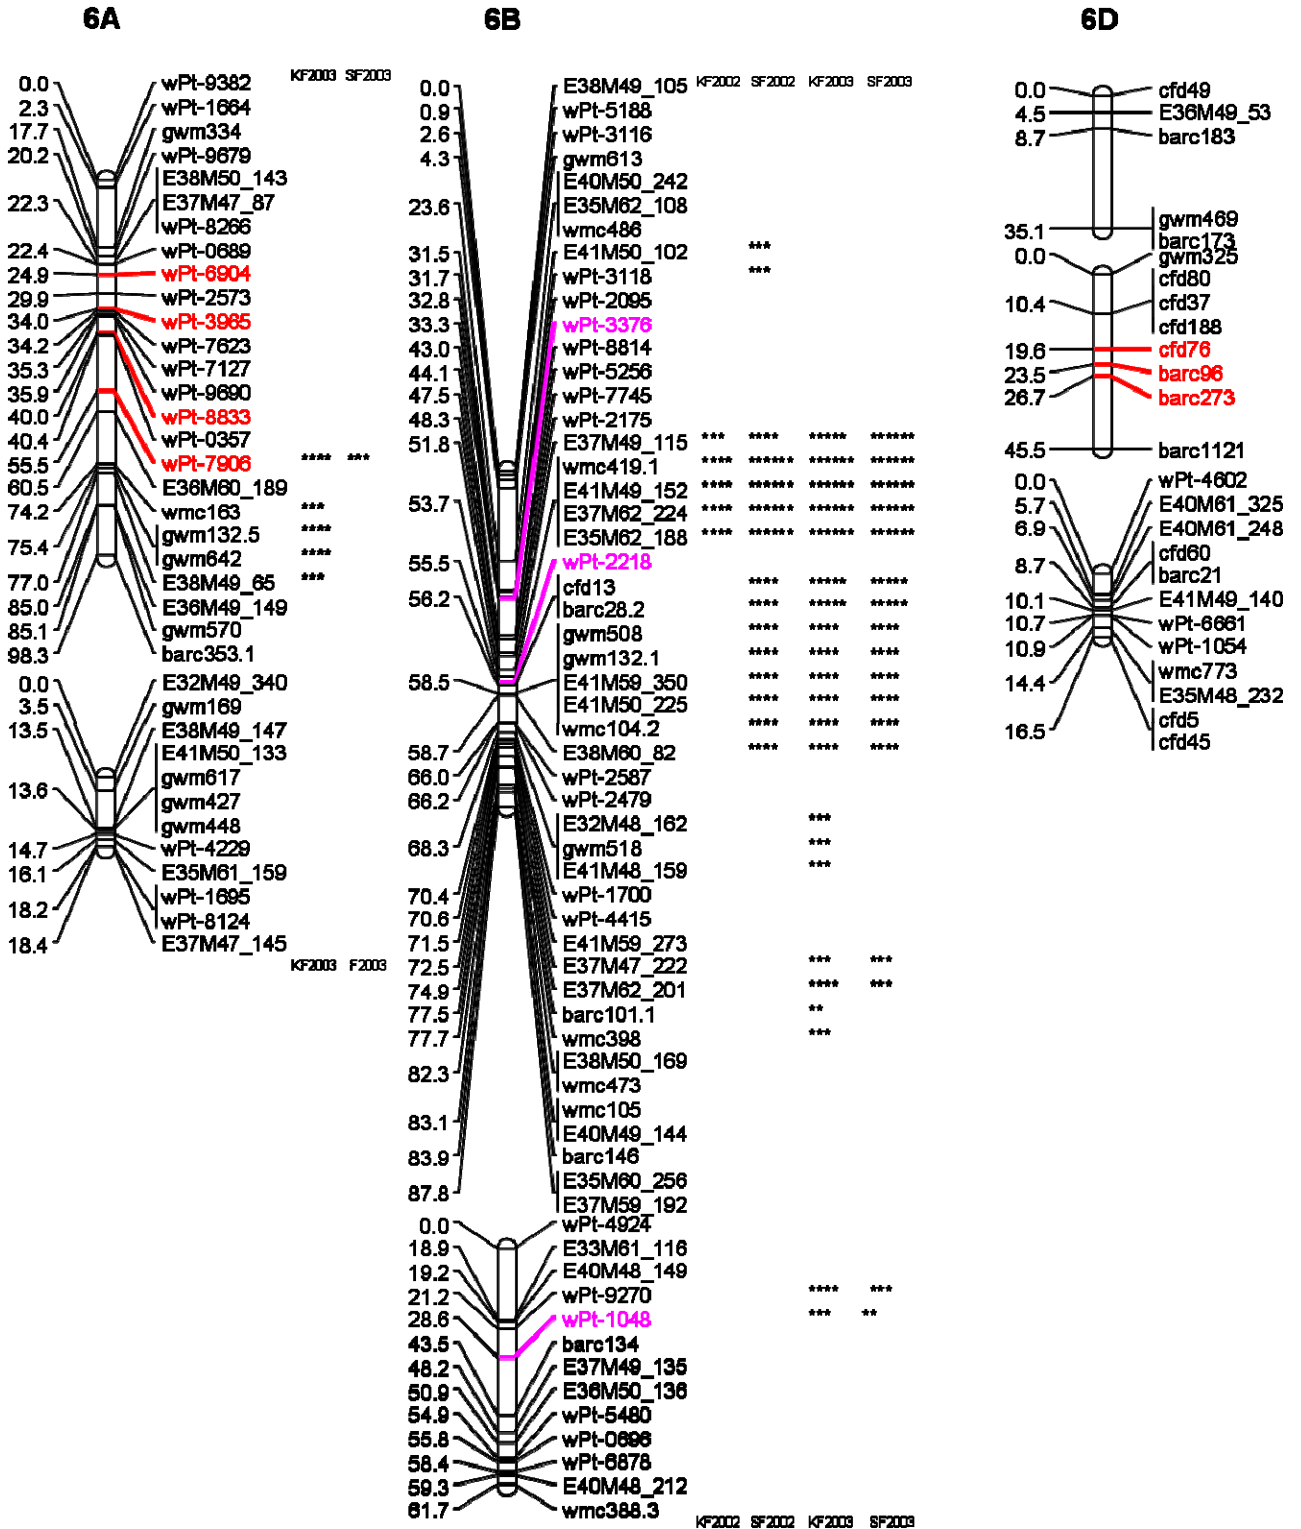 6A
KF2003 SF2003
0.0 wPt-9382
2.3 wPt-1664
17.7 gwm334
20.2 wPt-9679
E38M50_143
22.3 E37M47_87
wPt-8266
22.4 wPt-0689
24.9 wPt-6904
29.9 wPt-2573
34.0 wPt-3965
34.2 wPt-7623
35.3 wPt-7127
35.9 wPt-9690
40.0 wPt-8833
40.4 wPt-0357
55.5 wPt-7906 **** ***
60.5 E36M60_189
74.2 wmc163 ***
gwm132.5 ****
75.4
gwm642 ****
77.0 E38M49_65 ***
85.0 E36M49_149
85.1 gwm570
98.3 barc353.1
0.0 E32M49_340
3.5 gwm169
13.5 E38M49_147
E41M50_133
gwm617
13.6
gwm427
gwm448
14.7 wPt-4229
16.1 E35M61_159
wPt-1695
18.2
wPt-8124
18.4 E37M47_145
KF2003 F2003
6B
KF2002 SF2002 KF2003 SF2003
0.0 E38M49_105
0.9 wPt-5188
2.6 wPt-3116
4.3 gwm613
E40M50_242
23.6 E35M62_108
wmc486
31.5 E41M50_102 ***
31.7 wPt-3118 ***
32.8 wPt-2095
33.3 wPt-3376
43.0 wPt-8814
44.1 wPt-5256
47.5 wPt-7745
48.3 wPt-2175
51.8 E37M49_115 *** **** ***** ******
wmc419.1 **** ****** ****** ******
E41M49_152 **** ****** ****** ******
53.7
E37M62_224 **** ****** ****** ******
E35M62_188 **** ****** ****** ******
55.5 wPt-2218
cfd13 **** ***** *****
56.2
barc28.2 **** ***** *****
gwm508 **** **** ****
gwm132.1 **** **** ****
58.5 E41M59_350 **** **** ****
E41M50_225 **** **** ****
wmc104.2 **** **** ****
58.7 E38M60_82 **** **** ****
66.0 wPt-2587
66.2 wPt-2479
E32M48_162 ***
68.3 gwm518 ***
E41M48_159 ***
70.4 wPt-1700
70.6 wPt-4415
71.5 E41M59_273
72.5 E37M47_222 *** ***
74.9 E37M62_201 **** ***
77.5 barc101.1 **
77.7 wmc398 ***
E38M50_169
82.3
wmc473
wmc105
83.1
E40M49_144
83.9 barc146
E35M60_256
87.8
E37M59_192
0.0 wPt-4924
18.9 E33M61_116
19.2 E40M48_149
21.2 wPt-9270 **** ***
28.6 wPt-1048 *** **
43.5 barc134
48.2 E37M49_135
50.9 E36M50_136
54.9 wPt-5480
55.8 wPt-0696
58.4 wPt-6878
59.3 E40M48_212
61.7 wmc388.3
KF2002 SF2002 KF2003 SF2003
6D
0.0 cfd49
4.5 E36M49_53
8.7 barc183
gwm469
35.1
barc173
0.0 gwm325
cfd80
10.4 cfd37
cfd188
19.6 cfd76
23.5 barc96
26.7 barc273
45.5 barc1121
0.0 wPt-4602
5.7 E40M61_325
6.9 E40M61_248
cfd60
8.7
barc21
10.1 E41M49_140
10.7 wPt-6661
10.9 wPt-1054
wmc773
14.4
E35M48_232
cfd5
16.5
cfd45